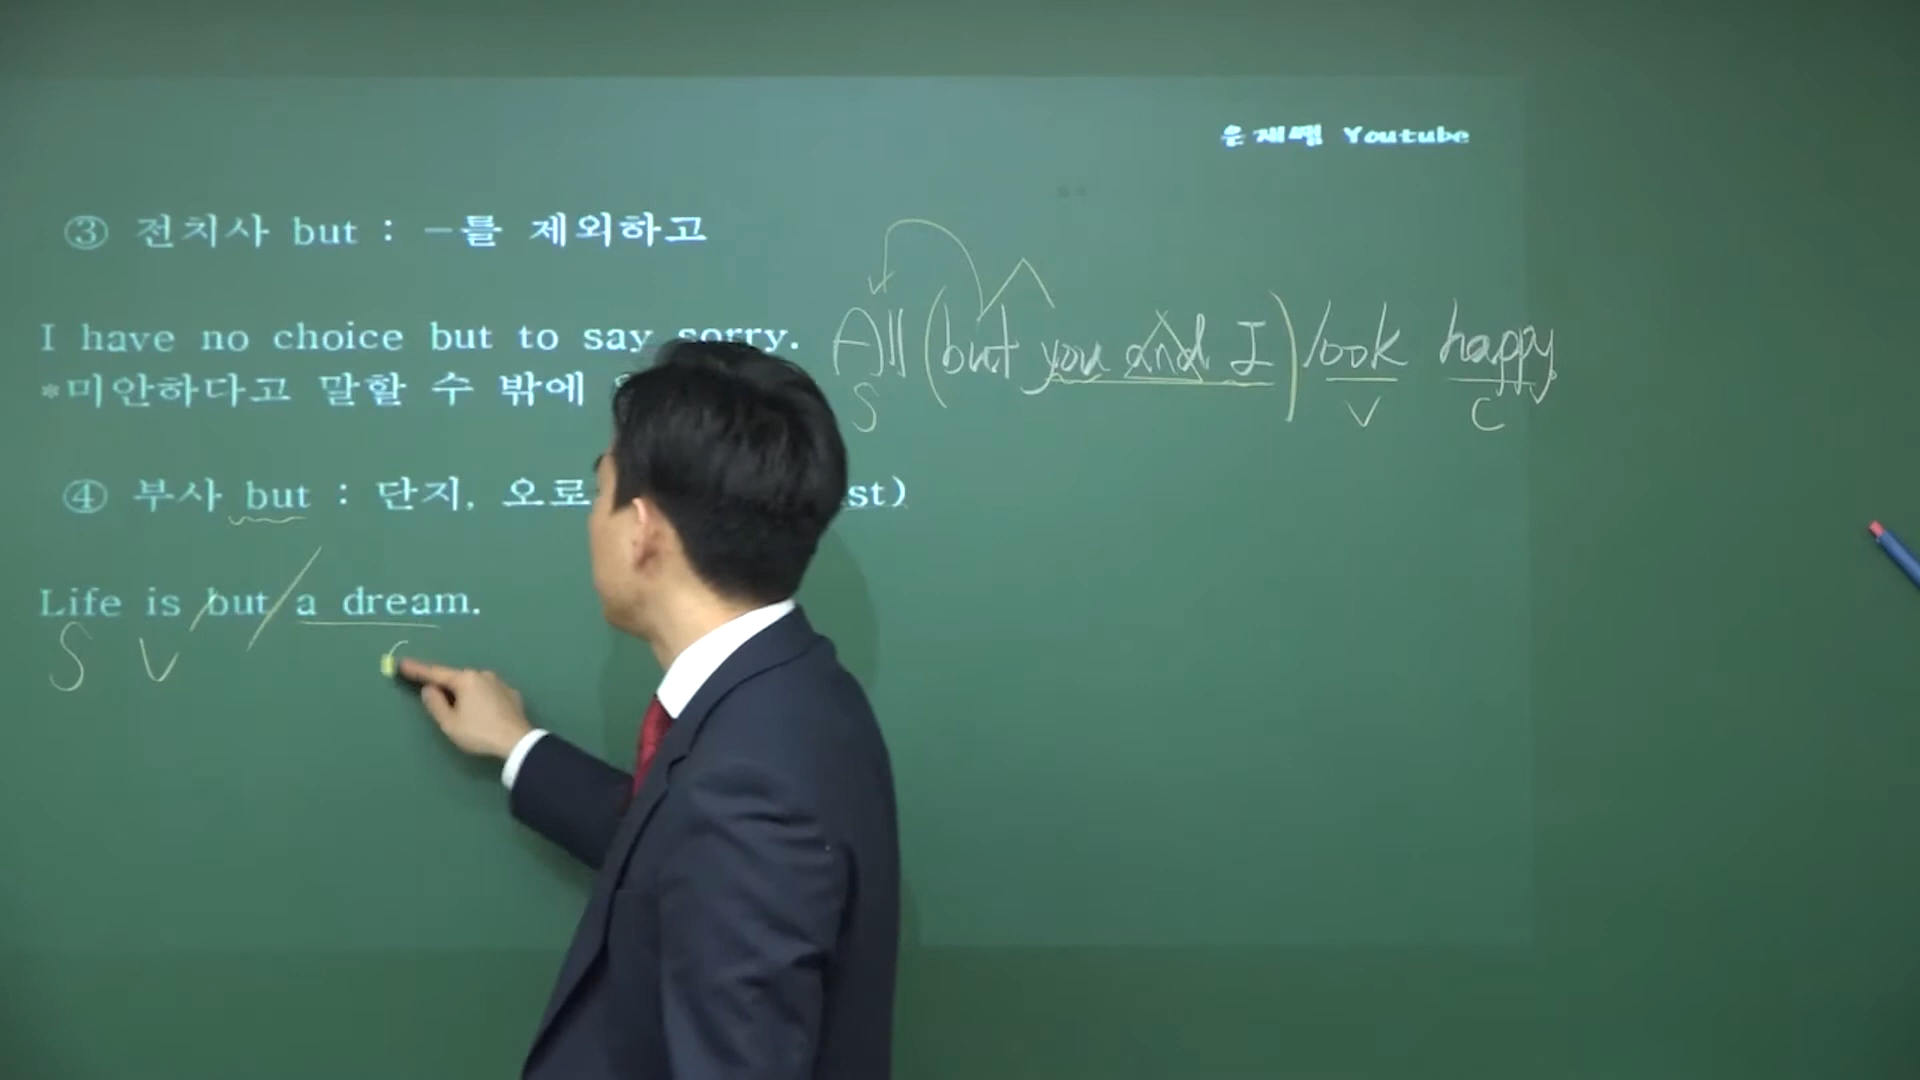 은재쌤 Youtube
③ 전치사 but : -를 제외하고
I have no choice but to say sorry.
*미안하다고 말할 수 밖에
All (but you and I) look happy
S V C
④ 부사 but : 단지, 오로 st)
Life is but a dream.
S V